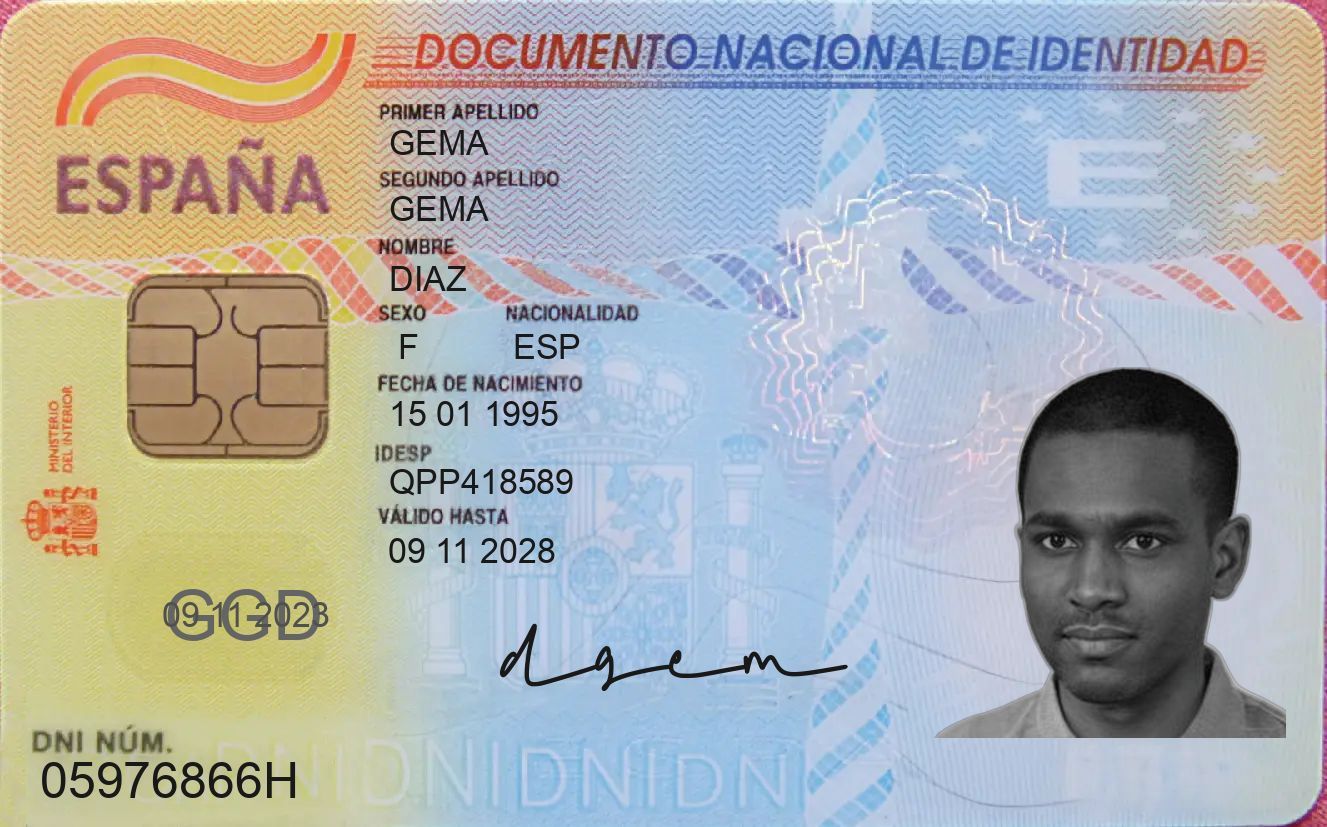 DOCUMENTO NACIONAL DE IDENTIDAD
ESPAÑA
PRIMER APELLIDO
GEMA
SEGUNDO APELLIDO
GEMA
NOMBRE
DIAZ
SEXO NACIONALIDAD
F ESP
FECHA DE NACIMIENTO
15 01 1995
IDESP
QPP418589
VÁLIDO HASTA
09 11 2028
MINISTERIO
DEL INTERIOR
E
09-11-2023
GGD
dgem
DNI NÚM.
05976866H
DNIDNIDNIDNI